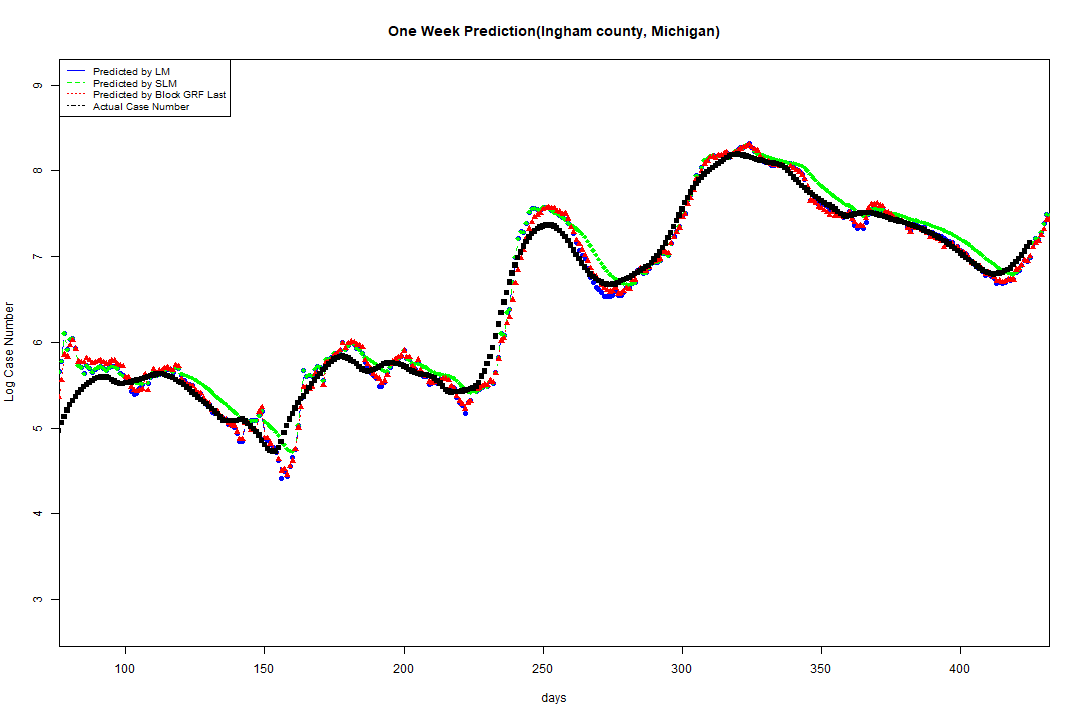 One Week Prediction(Ingham county, Michigan)
Predicted by LM
Predicted by SLM
Predicted by Block GRF Last
Actual Case Number
9
8
7
6
5
4
3
Log Case Number
100 150 200 250 300 350 400
days